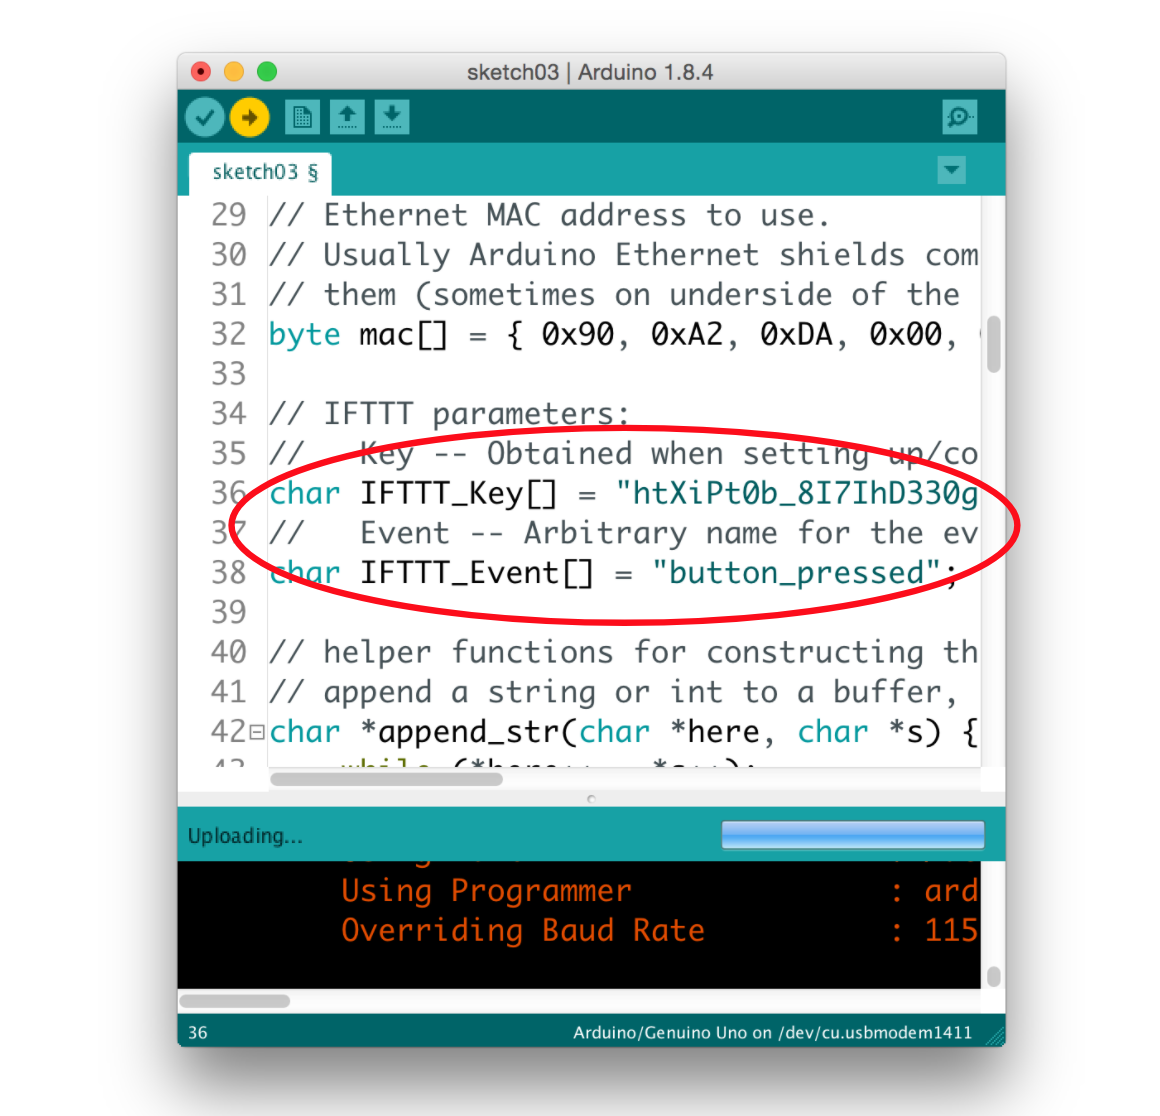 sketch03 | Arduino 1.8.4
sketch03 §
29 // Ethernet MAC address to use.
30 // Usually Arduino Ethernet shields com
31 // them (sometimes on underside of the
32 byte mac[] = { 0x90, 0xA2, 0xDA, 0x00,
33
34 // IFTTT parameters:
35 //   Key -- Obtained when setting up/co
36 char IFTTT_Key[] = "htXiPt0b_8I7IhD330g
37 //   Event -- Arbitrary name for the ev
38 char IFTTT_Event[] = "button_pressed";
39
40 // helper functions for constructing th
41 // append a string or int to a buffer,
42 char *append_str(char *here, char *s) {
Uploading...
Using Programmer : ard
Overriding Baud Rate : 115
36
Arduino/Genuino Uno on /dev/cu.usbmodem1411